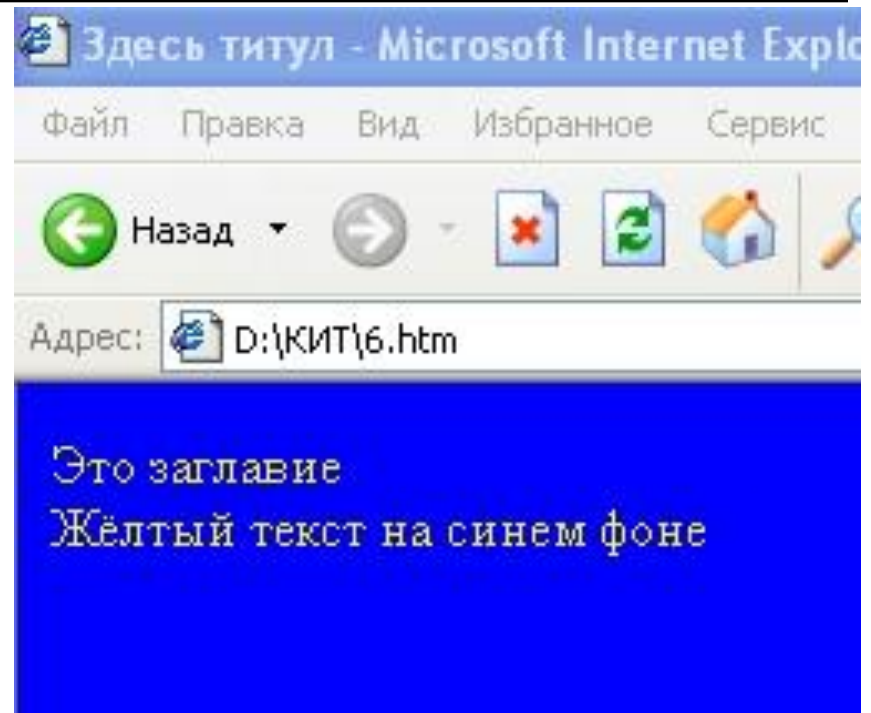 Здесь титул - Microsoft Internet Explo
Файл Правка Вид Избранное Сервис
Назад
Адрес: D:\КИТ\6.htm
Это заглавие
Жёлтый текст на синем фоне